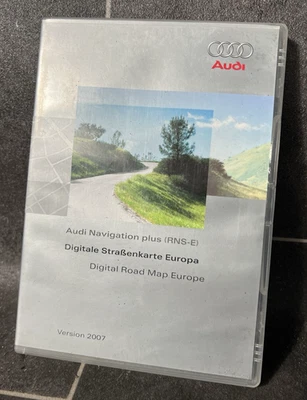 Audi
Audi Navigation plus (RNS-E)
Digitale Straßenkarte Europa
Digital Road Map Europe
Version 2007